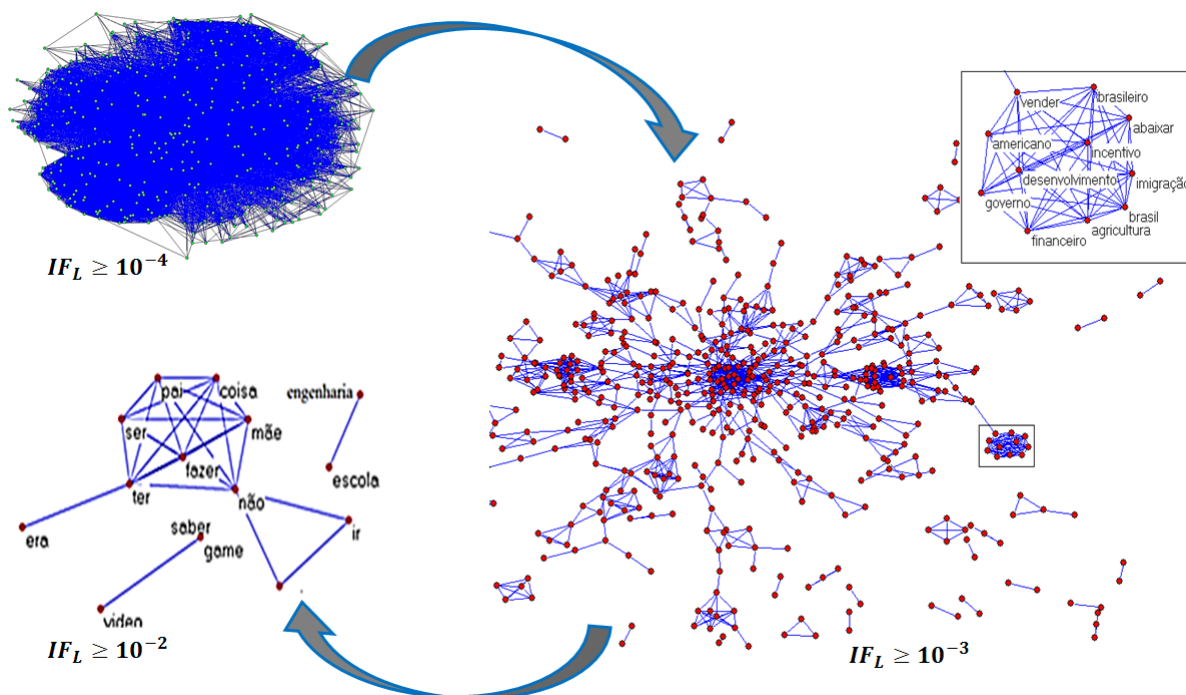 IF_L ≥ 10⁻⁴
vender
brasileiro
abaixar
americano
incentivo
desenvolvimento
imigração
governo
brasil
agricultura
financeiro
pai
coisa
engenharia
ser
mãe
fazer
escola
ter
não
saber
ir
era
game
video
IF_L ≥ 10⁻²
IF_L ≥ 10⁻³